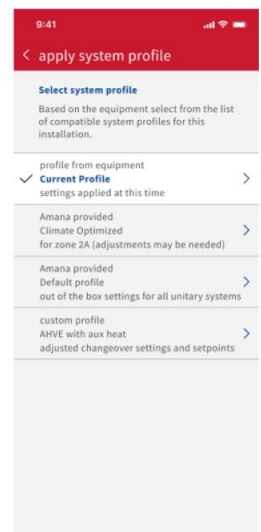 9:41
apply system profile
Select system profile
Based on the equipment select from the list
of compatible system profiles for this
installation.
profile from equipment
Current Profile
settings applied at this time
Amana provided
Climate Optimized
for zone 2A (adjustments may be needed)
Amana provided
Default profile
out of the box settings for all unitary systems
custom profile
AHVE with aux heat
adjusted changeover settings and setpoints